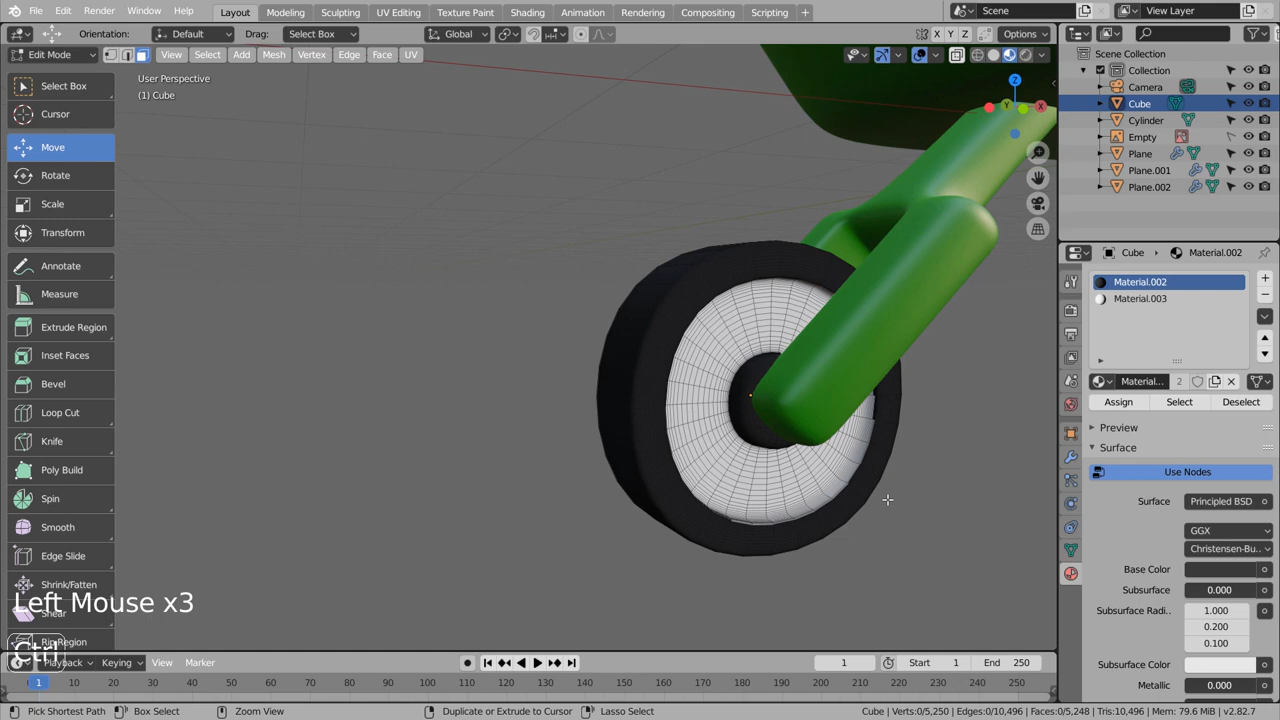 File Edit Render Window Help Layout Modeling Sculpting UV Editing Texture Paint Shading Animation Rendering Compositing Scripting + Scene View Layer
Orientation: Default Drag: Select Box Global X Y Z Options
Edit Mode View Select Add Mesh Vertex Edge Face UV
User Perspective
(1) Cube
Select Box
Cursor
Move
Rotate
Scale
Transform
Annotate
Measure
Extrude Region
Inset Faces
Bevel
Loop Cut
Knife
Poly Build
Spin
Smooth
Edge Slide
Shrink/Fatten
Shear
Rip Region
Z
Y
X
Left Mouse x3
Ctrl
Scene Collection
Collection
Camera
Cube
Cylinder
Empty
Plane
Plane.001
Plane.002
Cube Material.002
Material.002
Material.003
Material... 2
Assign Select Deselect
Preview
Surface
Use Nodes
Surface Principled BSD
GGX
Christensen-Bu..
Base Color
Subsurface 0.000
Subsurface Radi.. 1.000
0.200
0.100
Subsurface Color
Metallic 0.000
Playback Keying View Marker 1 Start 1 End 250
1 10 20 30 40 50 60 70 80 90 100 110 120 130 140 150 160 170 180 190 200 210 220 230 240 250
Pick Shortest Path Box Select Zoom View Duplicate or Extrude to Cursor Lasso Select Cube | Verts:0/5,250 | Edges:0/10,496 | Faces:0/5,248 | Tris:10,496 | Mem: 79.6 MiB | v2.82.7